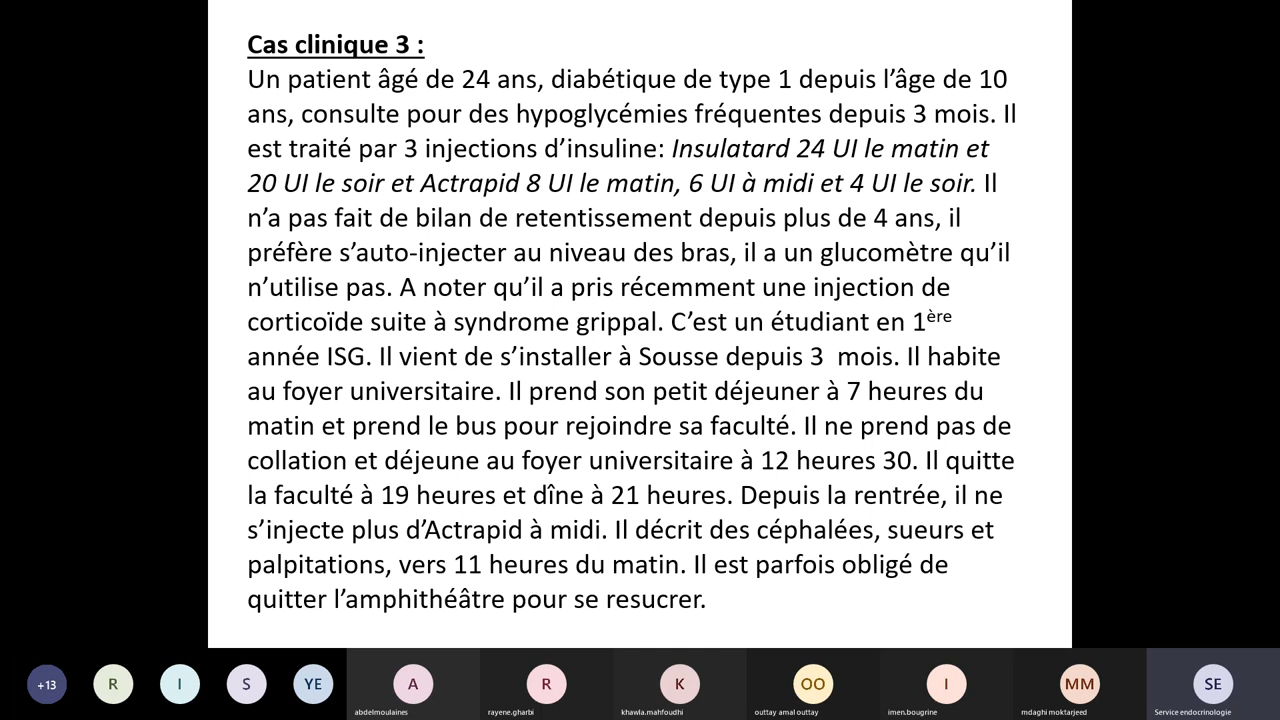 Cas clinique 3 :
Un patient âgé de 24 ans, diabétique de type 1 depuis l’âge de 10
ans, consulte pour des hypoglycémies fréquentes depuis 3 mois. Il
est traité par 3 injections d’insuline: Insulatard 24 UI le matin et
20 UI le soir et Actrapid 8 UI le matin, 6 UI à midi et 4 UI le soir. Il
n’a pas fait de bilan de retentissement depuis plus de 4 ans, il
préfère s’auto-injecter au niveau des bras, il a un glucomètre qu’il
n’utilise pas. A noter qu’il a pris récemment une injection de
corticoïde suite à syndrome grippal. C’est un étudiant en 1ère
année ISG. Il vient de s’installer à Sousse depuis 3  mois. Il habite
au foyer universitaire. Il prend son petit déjeuner à 7 heures du
matin et prend le bus pour rejoindre sa faculté. Il ne prend pas de
collation et déjeune au foyer universitaire à 12 heures 30. Il quitte
la faculté à 19 heures et dîne à 21 heures. Depuis la rentrée, il ne
s’injecte plus d’Actrapid à midi. Il décrit des céphalées, sueurs et
palpitations, vers 11 heures du matin. Il est parfois obligé de
quitter l’amphithéâtre pour se resucrer.
+13 R I S YE A R K OO I MM SE
abdelmoulaines rayene.gharbi khawla.mahfoudhi outtay amal outtay imen.bougrine mdaghi moktarjeed Service endocrinologie